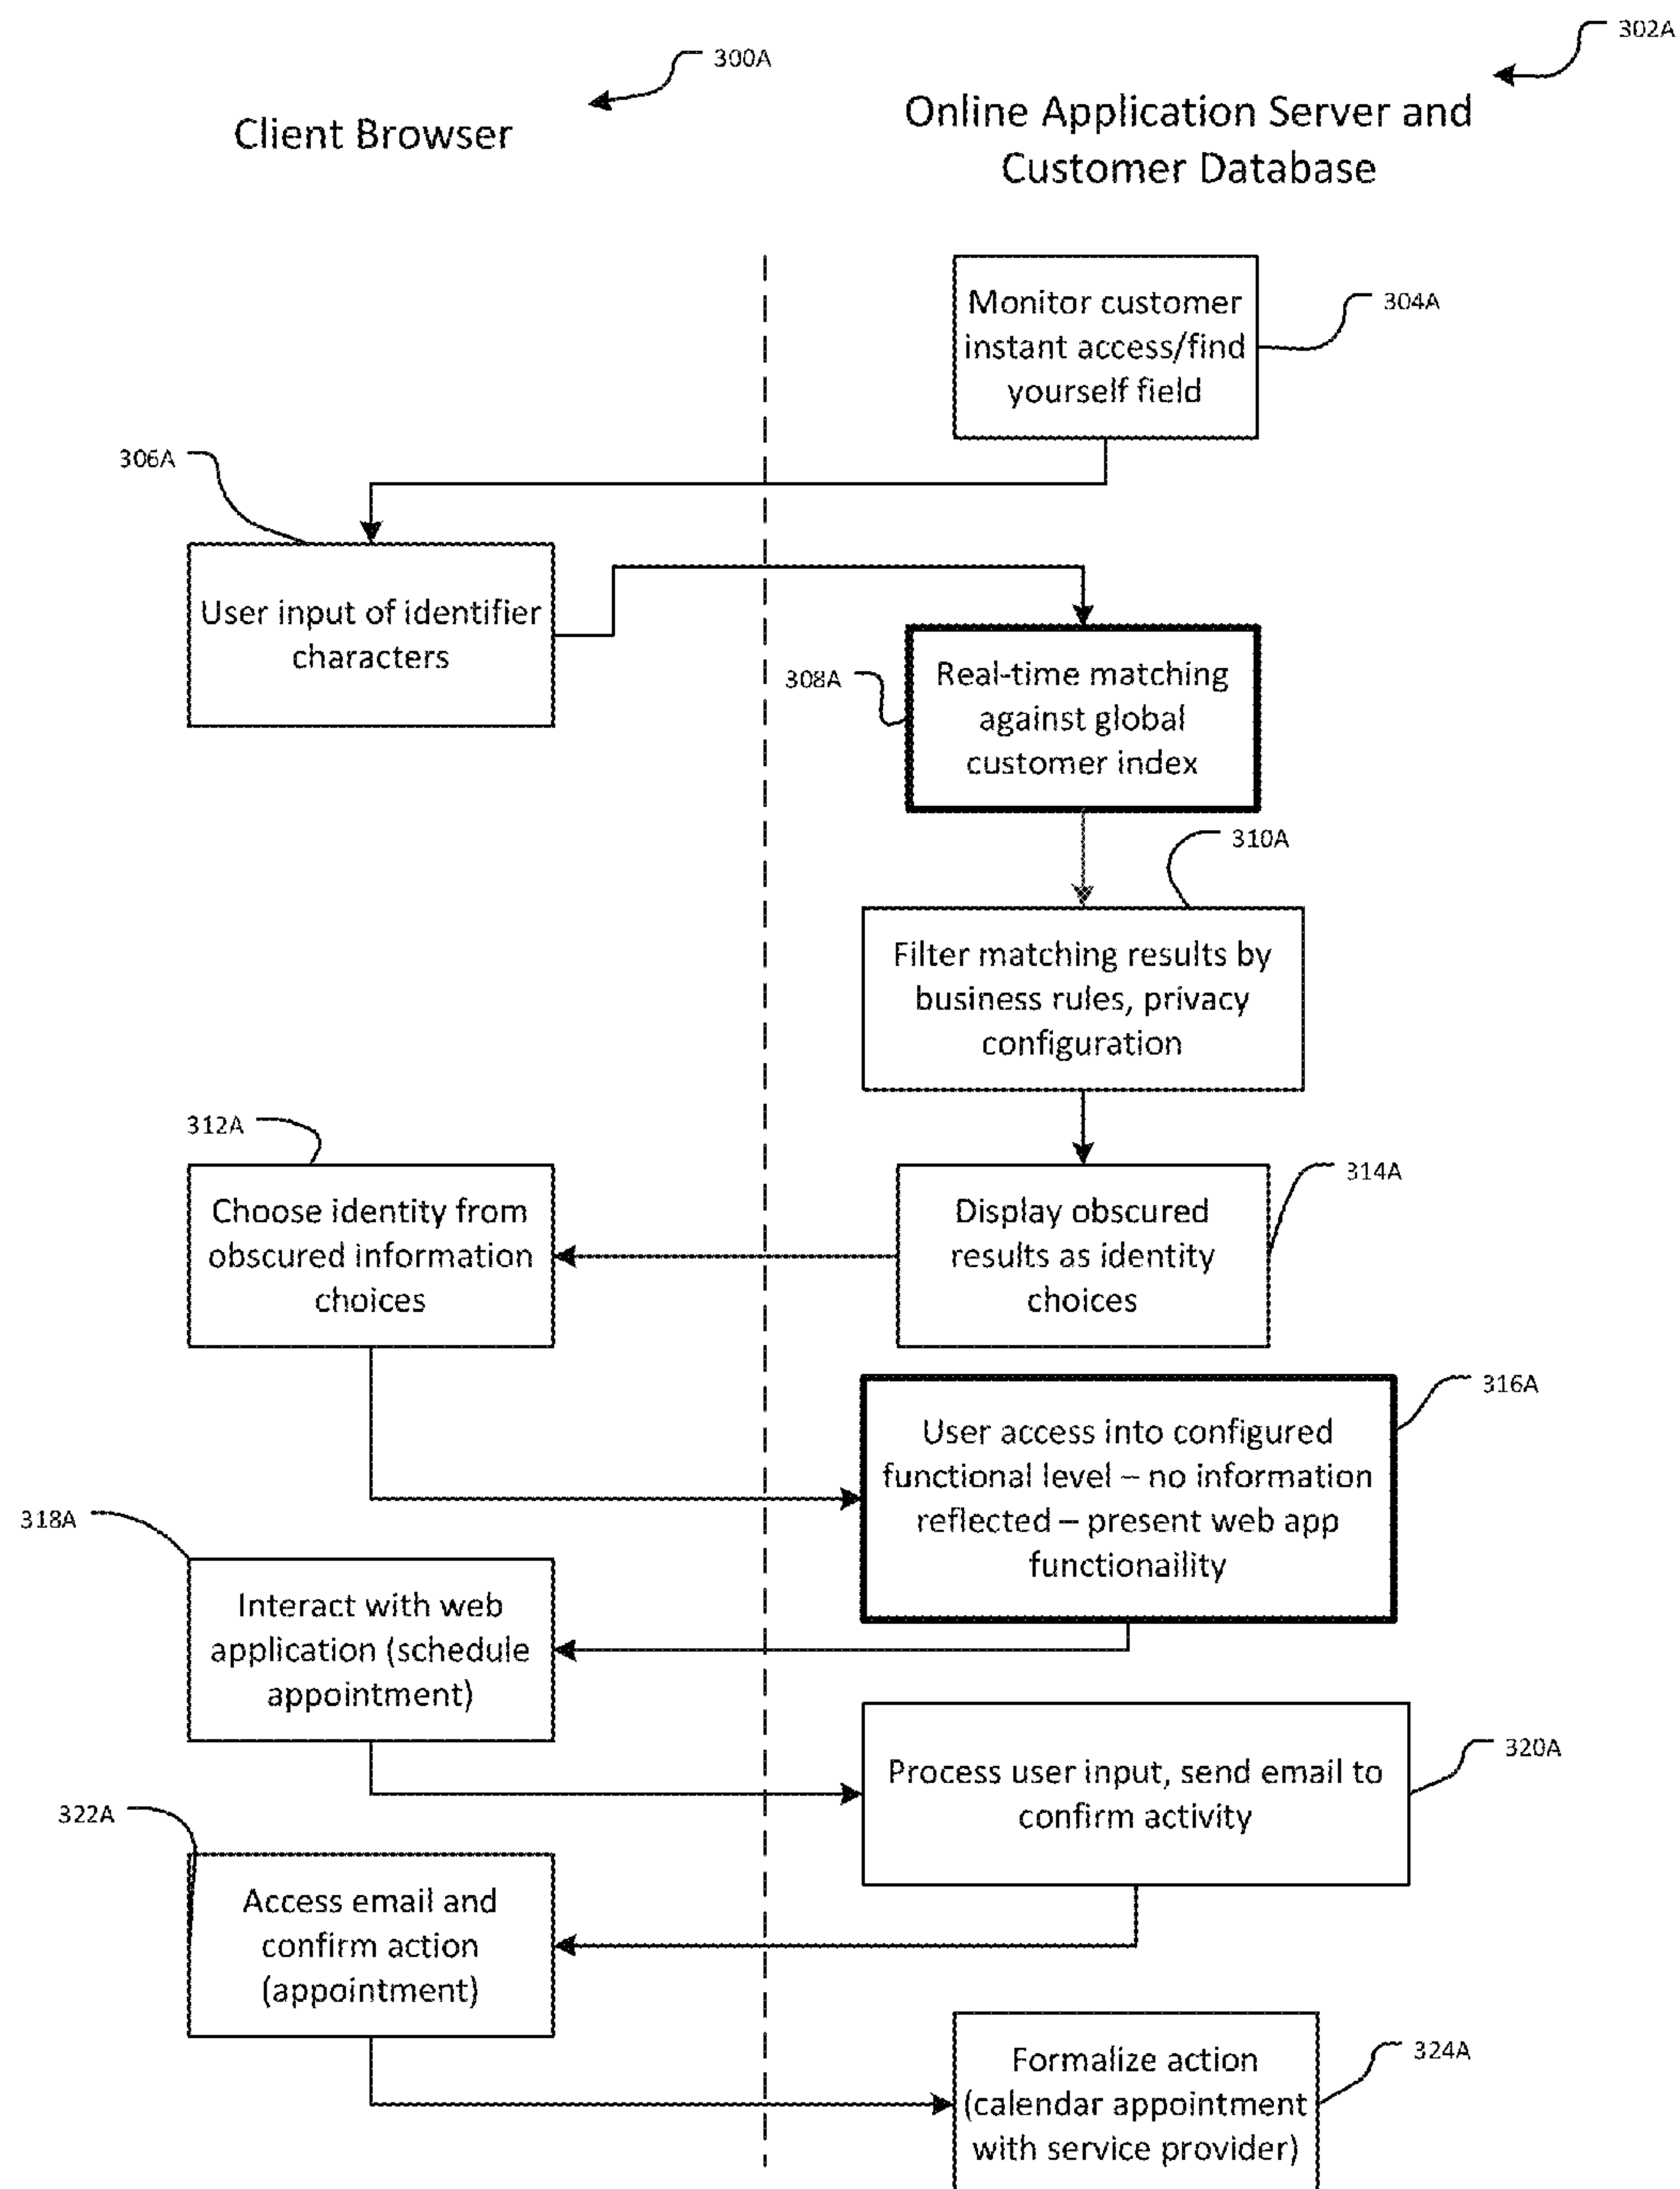 302A
300A
Client Browser
Online Application Server and
Customer Database
Monitor customer
instant access/find
yourself field
304A
306A
User input of identifier
characters
308A
Real-time matching
against global
customer index
310A
Filter matching results by
business rules, privacy
configuration
312A
Choose identity from
obscured information
choices
Display obscured
results as identity
choices
314A
316A
User access into configured
functional level – no information
reflected – present web app
functionaility
318A
Interact with web
application (schedule
appointment)
320A
Process user input, send email to
confirm activity
322A
Access email and
confirm action
(appointment)
324A
Formalize action
(calendar appointment
with service provider)